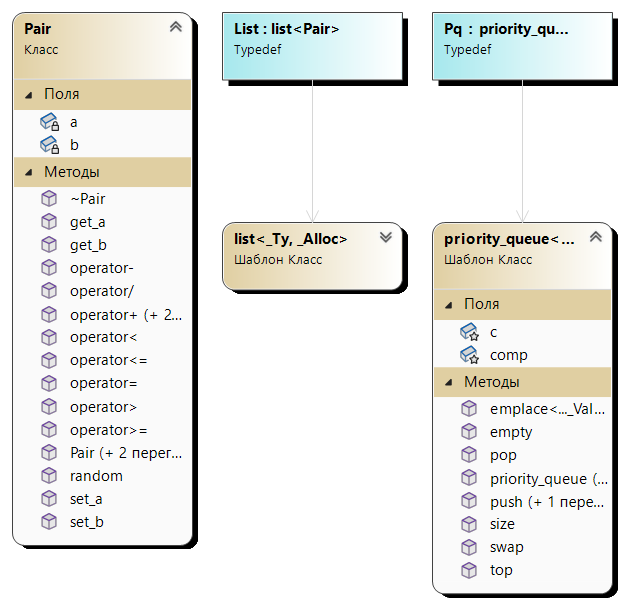 Pair
Класс
Поля
a
b
Методы
~Pair
get_a
get_b
operator-
operator/
operator+ (+ 2...
operator<
operator<=
operator=
operator>
operator>=
Pair (+ 2 перег...
random
set_a
set_b
List : list<Pair>
Typedef
list<_Ty, _Alloc>
Шаблон Класс
Pq : priority_qu...
Typedef
priority_queue<...
Шаблон Класс
Поля
c
comp
Методы
emplace<..._Val...
empty
pop
priority_queue (...
push (+ 1 пере...
size
swap
top